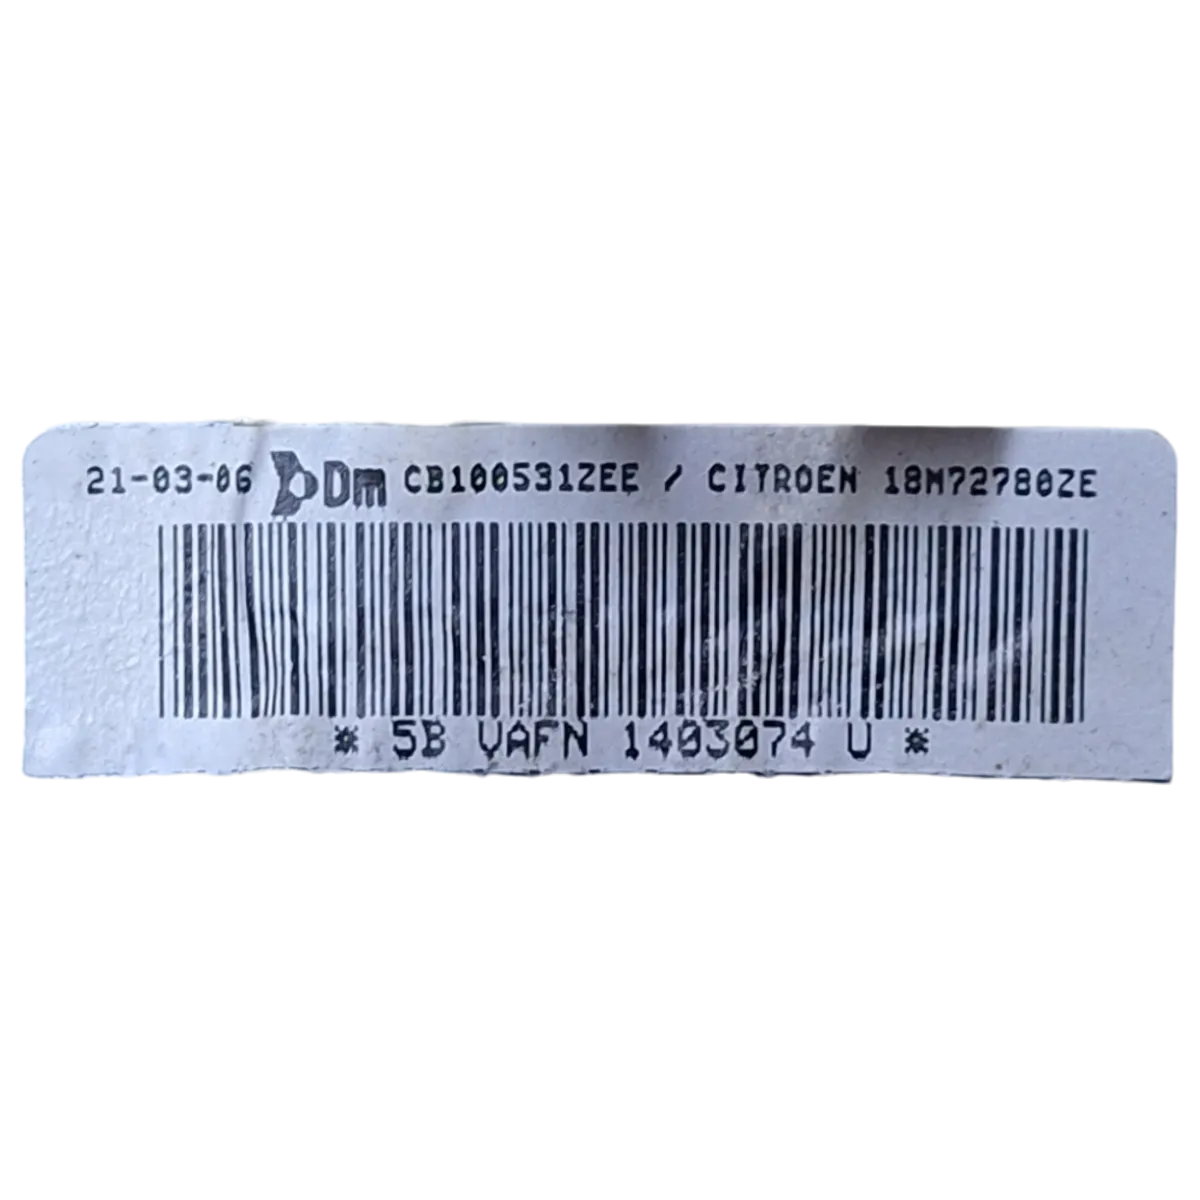 21-03-06 Dm CB100531ZEE / CITROEN 18M72780ZE
* 5B VAFN 1403074 U *